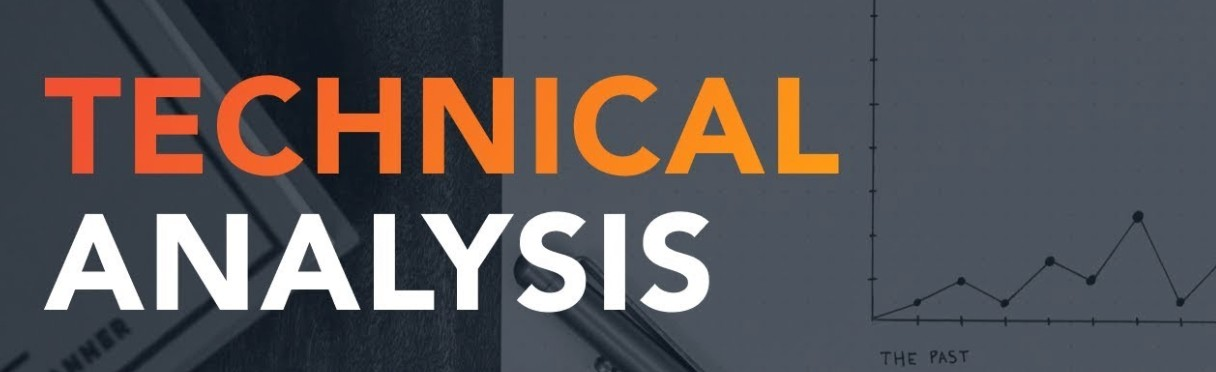 TECHNICAL
ANALYSIS
THE PAST